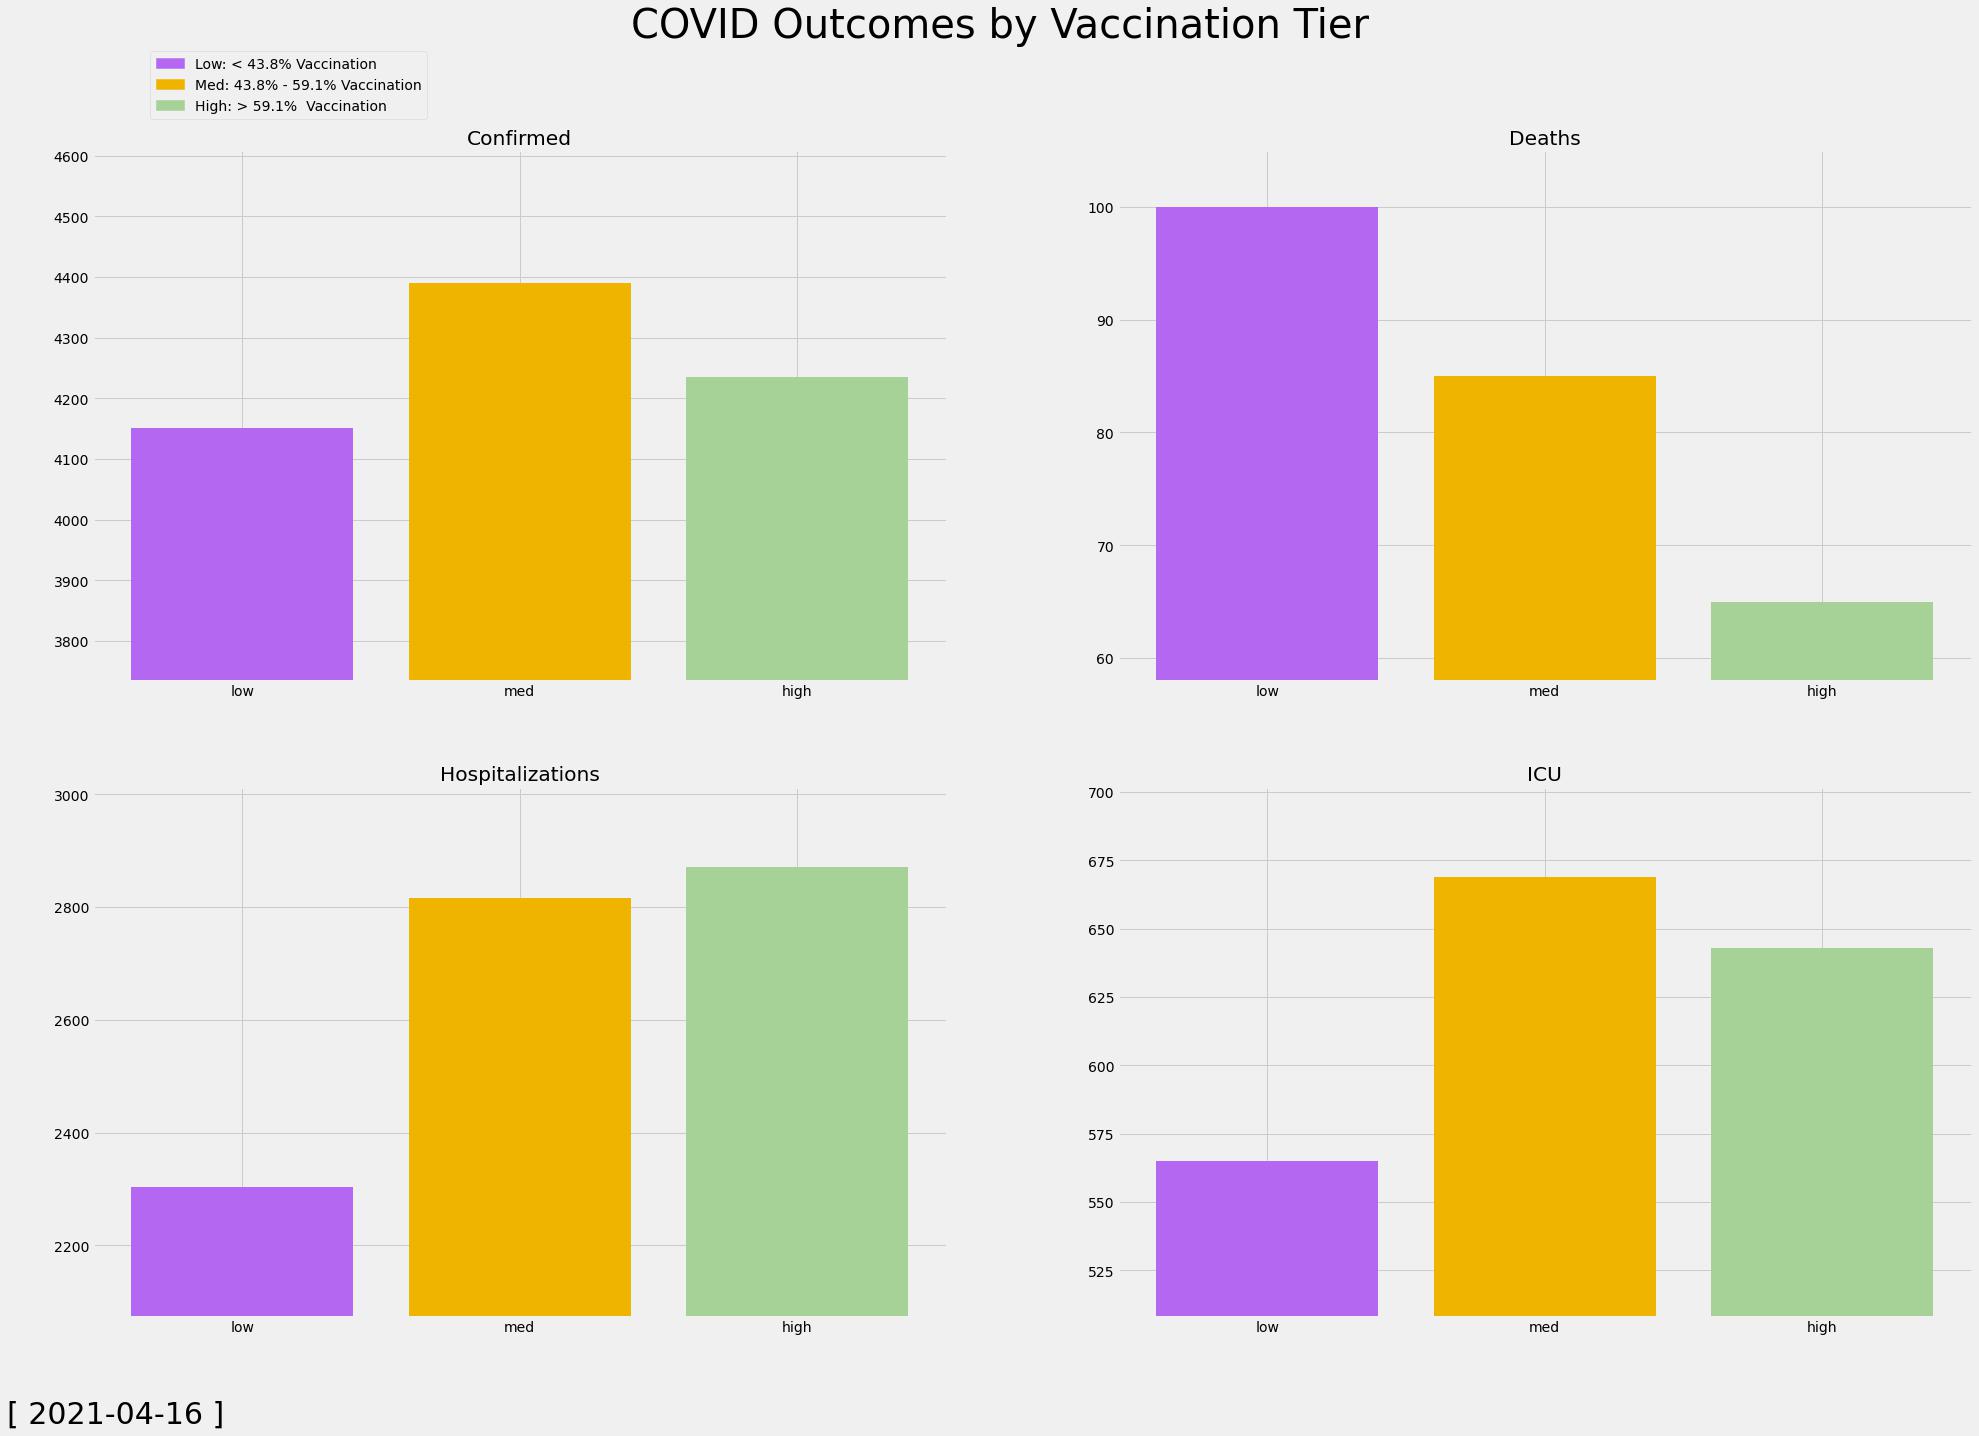 COVID Outcomes by Vaccination Tier
Low: < 43.8% Vaccination
Med: 43.8% - 59.1% Vaccination
High: > 59.1%  Vaccination
Confirmed
4600
4500
4400
4300
4200
4100
4000
3900
3800
low med high
Deaths
100
90
80
70
60
low med high
Hospitalizations
3000
2800
2600
2400
2200
low med high
ICU
700
675
650
625
600
575
550
525
low med high
[ 2021-04-16 ]